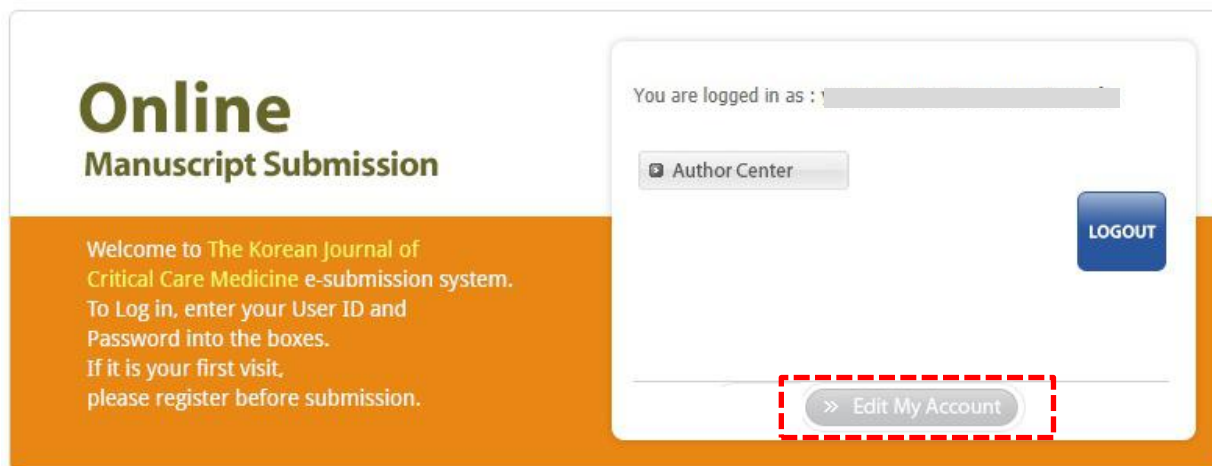 Online
Manuscript Submission
Welcome to The Korean Journal of
Critical Care Medicine e-submission system.
To Log in, enter your User ID and
Password into the boxes.
If it is your first visit,
please register before submission.
You are logged in as :
Author Center
LOGOUT
» Edit My Account